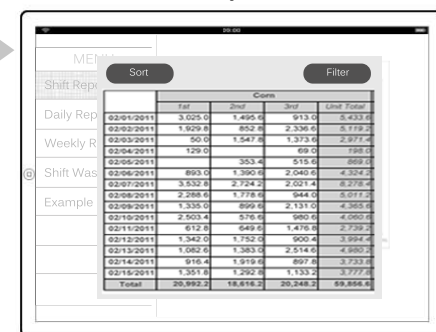 09:00
MENU
Sort Filter
Shift Repo
Daily Rep
Weekly R
Shift Was
Example
Corn
1st 2nd 3rd Unit Total
02/01/2011 3,025.0 1,495.6 913.0 5,433.6
02/02/2011 1,929.8 852.8 2,336.6 5,119.2
02/03/2011 50.0 1,547.8 1,373.6 2,971.4
02/04/2011 129.0 69.0 198.0
02/05/2011 353.4 515.6 869.0
02/06/2011 893.0 1,390.6 2,040.6 4,324.2
02/07/2011 3,532.8 2,724.2 2,021.4 8,278.4
02/08/2011 2,288.6 1,778.6 944.0 5,011.2
02/09/2011 1,335.0 899.6 2,131.0 4,365.6
02/10/2011 2,503.4 576.6 980.6 4,060.6
02/11/2011 612.8 649.6 1,476.8 2,739.2
02/12/2011 1,342.0 1,752.0 900.4 3,994.4
02/13/2011 1,082.6 1,383.0 2,514.6 4,980.2
02/14/2011 916.4 1,919.6 897.8 3,733.8
02/15/2011 1,351.8 1,292.8 1,133.2 3,777.8
Total 20,992.2 18,616.2 20,248.2 59,856.6